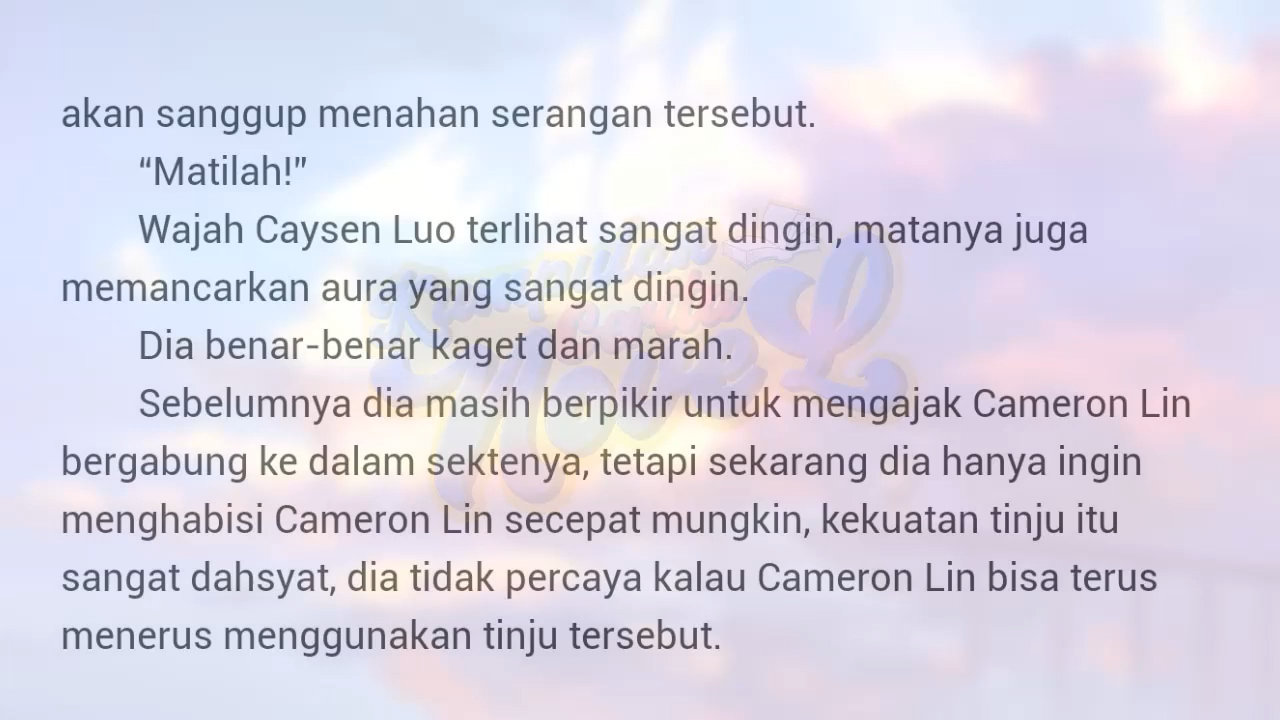 akan sanggup menahan serangan tersebut.
“Matilah!”
Wajah Caysen Luo terlihat sangat dingin, matanya juga
memancarkan aura yang sangat dingin.
Dia benar-benar kaget dan marah.
Sebelumnya dia masih berpikir untuk mengajak Cameron Lin
bergabung ke dalam sektenya, tetapi sekarang dia hanya ingin
menghabisi Cameron Lin secepat mungkin, kekuatan tinju itu
sangat dahsyat, dia tidak percaya kalau Cameron Lin bisa terus
menerus menggunakan tinju tersebut.